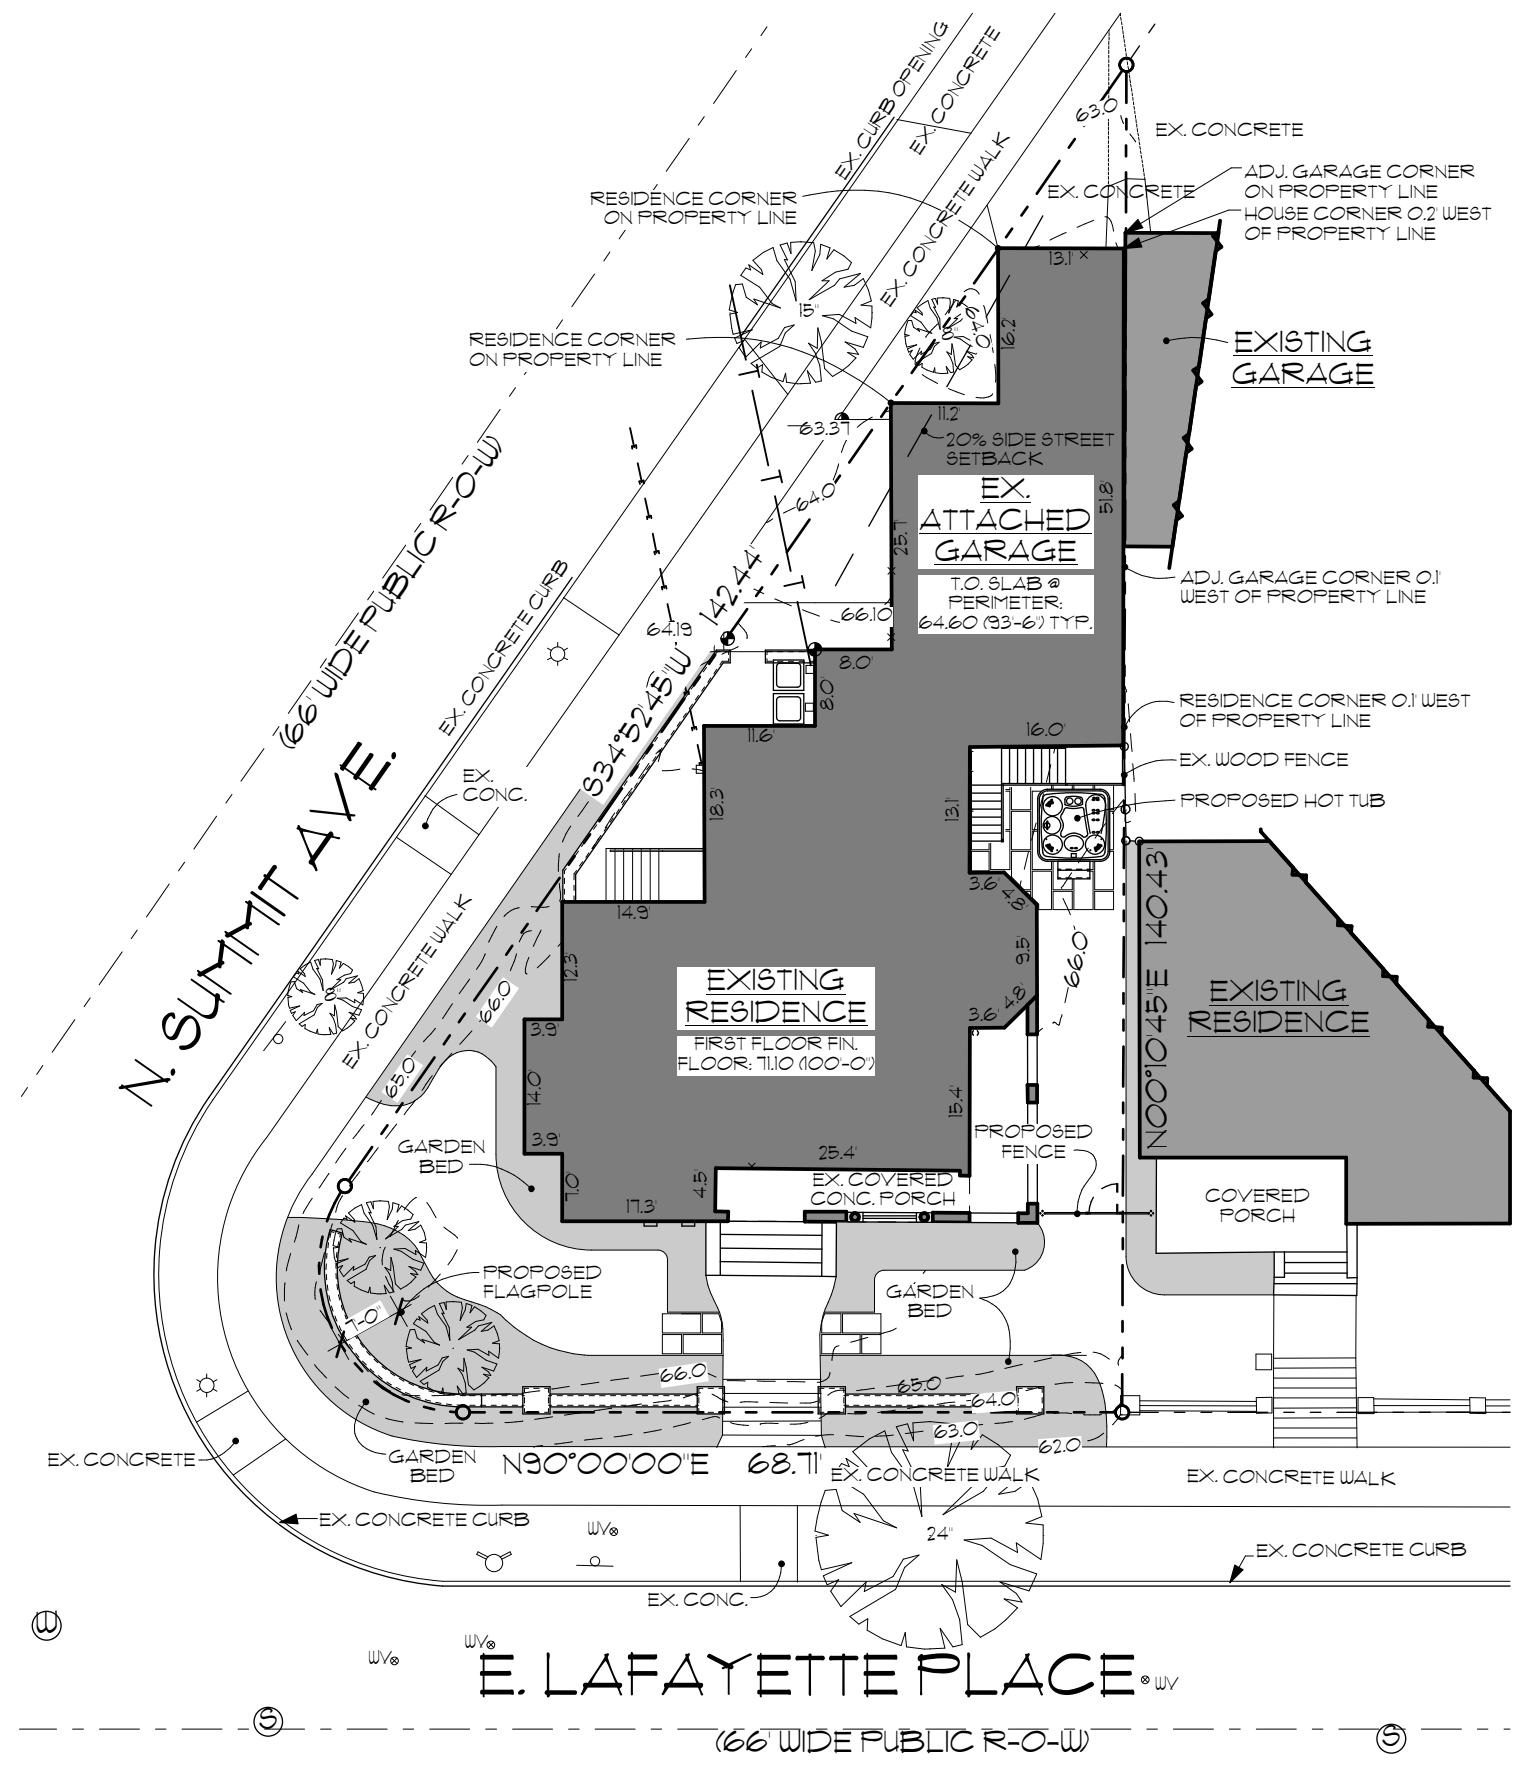 EX. CURB OPENING
EX. CONCRETE
63.0
EX. CONCRETE
EX. CONCRETE WALK
ADJ. GARAGE CORNER
ON PROPERTY LINE
EX. CONCRETE
RESIDENCE CORNER
ON PROPERTY LINE
HOUSE CORNER 0.2' WEST
OF PROPERTY LINE
13.1'
15"
8"
64.0
16.2'
RESIDENCE CORNER
ON PROPERTY LINE
EXISTING
GARAGE
11.2'
63.37
20% SIDE STREET
SETBACK
(66' WIDE PUBLIC R-O-W)
64.0
EX.
ATTACHED
GARAGE
51.8'
25.7'
T.O. SLAB @
PERIMETER:
64.60 (93'-6") TYP.
ADJ. GARAGE CORNER 0.1'
WEST OF PROPERTY LINE
EX. CONCRETE CURB
142.44'
66.10
64.19
8.0'
8.0'
S34°52'45"W
RESIDENCE CORNER 0.1' WEST
OF PROPERTY LINE
11.6'
16.0'
EX. WOOD FENCE
N. SUMMIT AVE.
EX.
CONC.
18.3'
13.1'
PROPOSED HOT TUB
3.6'
4.8'
14.9'
EX. CONCRETE WALK
12.3'
9.5'
66.0
N00°10'45"E 140.43'
8"
66.0
EXISTING
RESIDENCE
FIRST FLOOR FIN.
FLOOR: 71.10 (100'-0")
EXISTING
RESIDENCE
3.9'
3.6'
4.8'
65.0
14.0'
15.4'
GARDEN
BED
3.9'
PROPOSED
FENCE
25.4'
7.0'
17.3'
4.5'
EX. COVERED
CONC. PORCH
COVERED
PORCH
PROPOSED
FLAGPOLE
7'-0"
GARDEN
BED
66.0
65.0
64.0
63.0
62.0
GARDEN
BED
EX. CONCRETE
N90°00'00"E 68.71'
EX. CONCRETE WALK
EX. CONCRETE WALK
EX. CONCRETE CURB
WV
24"
EX. CONCRETE CURB
EX. CONC.
W
WV
WV
E. LAFAYETTE PLACE
WV
S
(66' WIDE PUBLIC R-O-W)
S